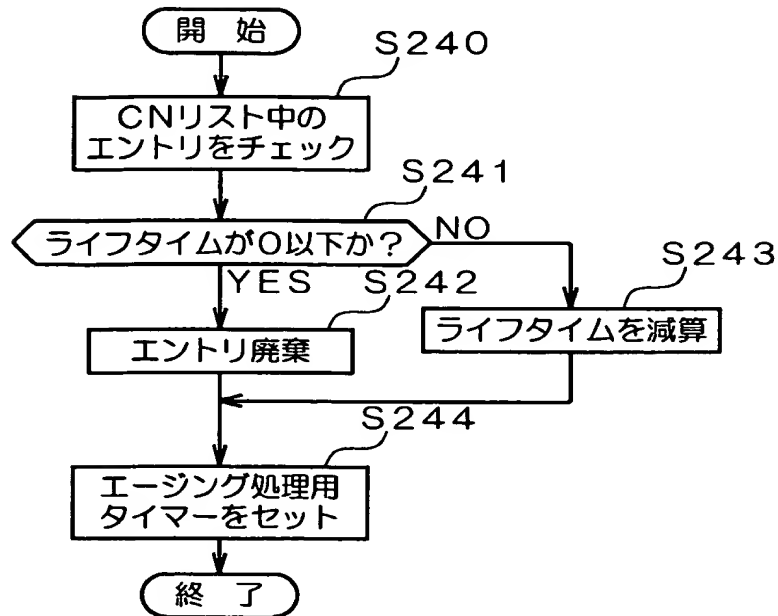 開 始
S240
CNリスト中の
エントリをチェック
S241
ライフタイムが0以下か?
NO
YES
S242
S243
エントリ廃棄
ライフタイムを減算
S244
エージング処理用
タイマーをセット
終 了